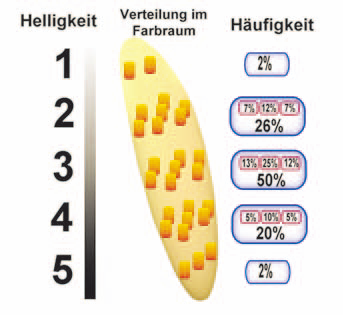 Helligkeit
Verteilung im
Farbraum
Häufigkeit
1
2%
2
7% 12% 7%
26%
3
13% 25% 12%
50%
4
5% 10% 5%
20%
5
2%